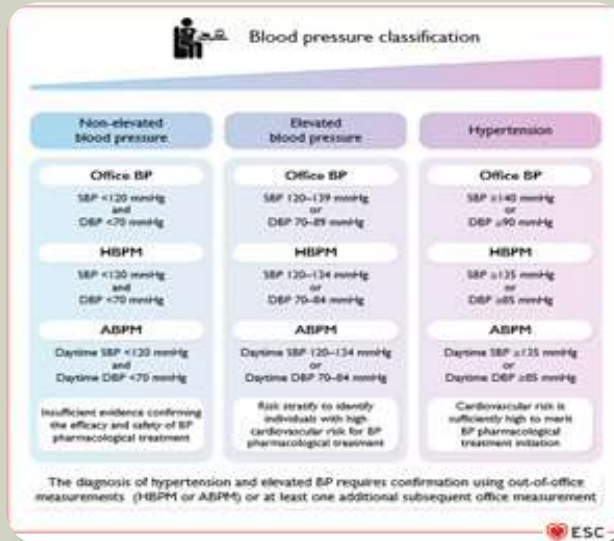 Blood pressure classification
Non-elevated
blood pressure
Elevated
blood pressure
Hypertension
Office BP
SBP <120 mmHg
and
DBP <70 mmHg
Office BP
SBP 120–139 mmHg
or
DBP 70–89 mmHg
Office BP
SBP ≥140 mmHg
or
DBP ≥90 mmHg
HBPM
SBP <120 mmHg
and
DBP <70 mmHg
HBPM
SBP 120–134 mmHg
or
DBP 70–84 mmHg
HBPM
SBP ≥135 mmHg
or
DBP ≥85 mmHg
ABPM
Daytime SBP <120 mmHg
and
Daytime DBP <70 mmHg
ABPM
Daytime SBP 120–134 mmHg
or
Daytime DBP 70–84 mmHg
ABPM
Daytime SBP ≥135 mmHg
or
Daytime DBP ≥85 mmHg
Insufficient evidence confirming
the efficacy and safety of BP
pharmacological treatment
Risk stratify to identify
individuals with high
cardiovascular risk for BP
pharmacological treatment
Cardiovascular risk is
sufficiently high to merit
BP pharmacological
treatment initiation
The diagnosis of hypertension and elevated BP requires confirmation using out-of-office
measurements (HBPM or ABPM) or at least one additional subsequent office measurement
ESC